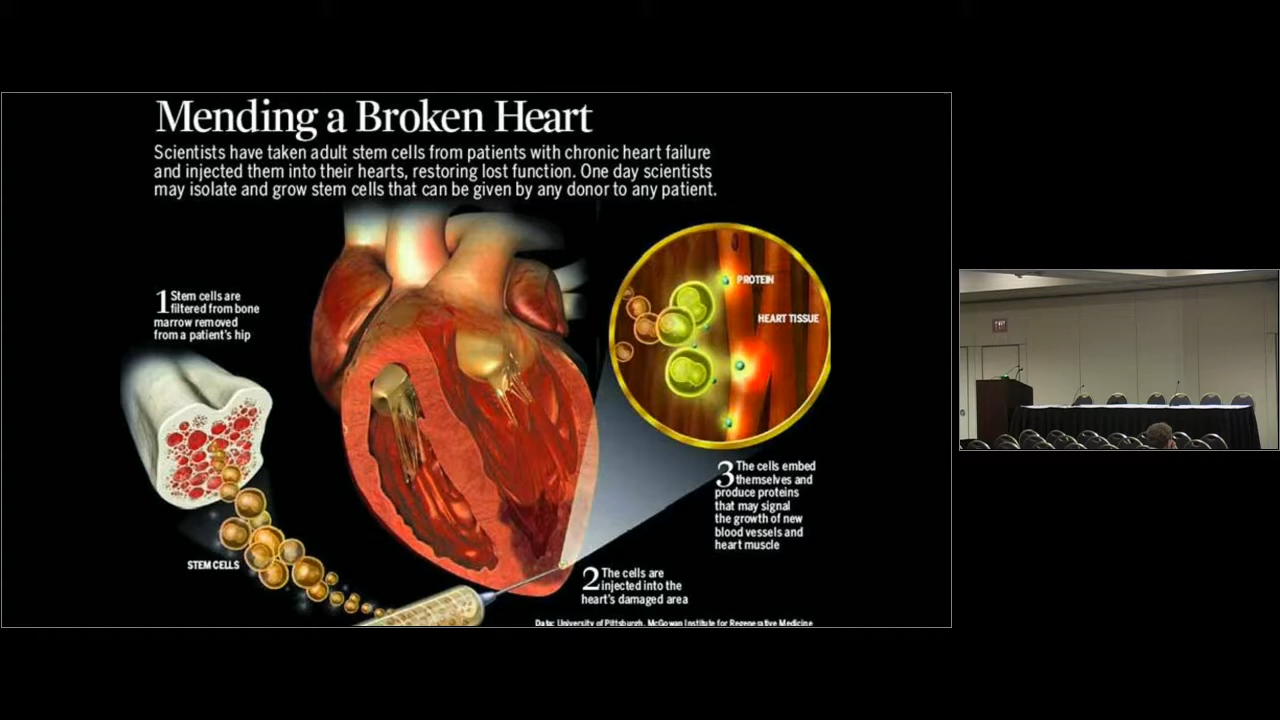 Mending a Broken Heart
Scientists have taken adult stem cells from patients with chronic heart failure
and injected them into their hearts, restoring lost function. One day scientists
may isolate and grow stem cells that can be given by any donor to any patient.
1 Stem cells are
filtered from bone
marrow removed
from a patient's hip
STEM CELLS
PROTEIN
HEART TISSUE
2 The cells are
injected into the
heart's damaged area
3 The cells embed
themselves and
produce proteins
that may signal
the growth of new
blood vessels and
heart muscle
Data: University of Pittsburgh, McGowan Institute for Regenerative Medicine
EXIT